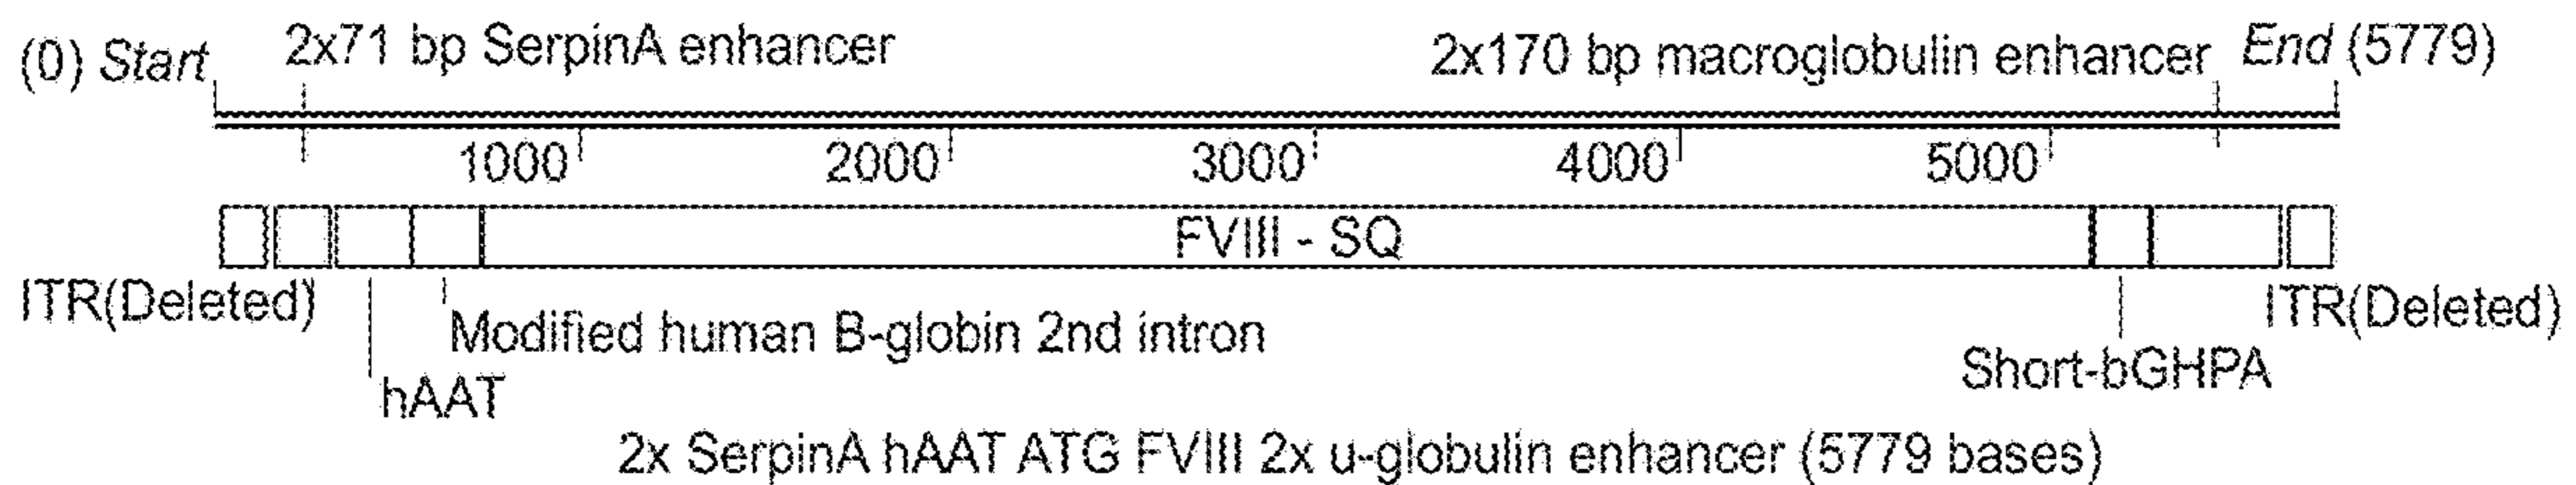 (0) Start 2x71 bp SerpinA enhancer 2x170 bp macroglobulin enhancer End (5779)
1000 2000 3000 4000 5000
FVIII - SQ
ITR(Deleted) ITR(Deleted)
Modified human B-globin 2nd intron
Short-bGHPA
hAAT
2x SerpinA hAAT ATG FVIII 2x u-globulin enhancer (5779 bases)